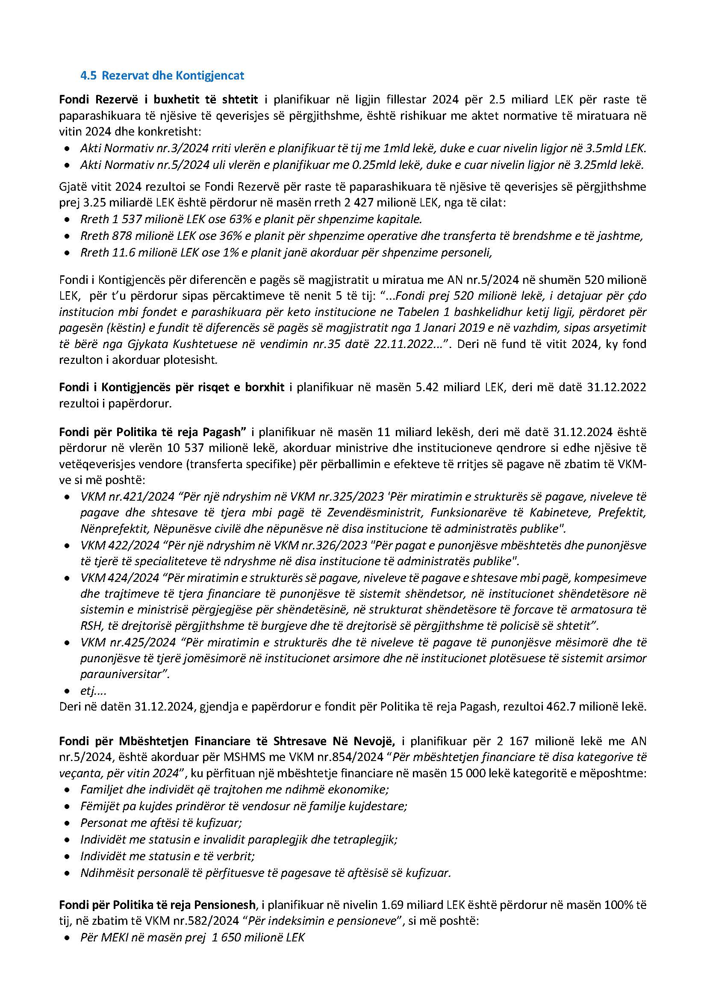 4.5 Rezervat dhe Kontigjencat
Fondi Rezervë i buxhetit të shtetit i planifikuar në ligjin fillestar 2024 për 2.5 miliard LEK për raste të
paparashikuara të njësive të qeverisjes së përgjithshme, është rishikuar me aktet normative të miratuara në
vitin 2024 dhe konkretisht:
• Akti Normativ nr.3/2024 rriti vlerën e planifikuar të tij me 1mld lekë, duke e cuar nivelin ligjor në 3.5mld LEK.
• Akti Normativ nr.5/2024 uli vlerën e planifikuar me 0.25mld lekë, duke e cuar nivelin ligjor në 3.25mld lekë.
Gjatë vitit 2024 rezultoi se Fondi Rezervë për raste të paparashikuara të njësive të qeverisjes së përgjithshme
prej 3.25 miliardë LEK është përdorur në masën rreth 2 427 milionë LEK, nga të cilat:
• Rreth 1 537 milionë LEK ose 63% e planit për shpenzime kapitale.
• Rreth 878 milionë LEK ose 36% e planit për shpenzime operative dhe transferta të brendshme e të jashtme,
• Rreth 11.6 milionë LEK ose 1% e planit janë akorduar për shpenzime personeli,
Fondi i Kontigjencës për diferencën e pagës së magjistratit u miratua me AN nr.5/2024 në shumën 520 milionë
LEK, për t’u përdorur sipas përcaktimeve të nenit 5 të tij: “...Fondi prej 520 milionë lekë, i detajuar për çdo
institucion mbi fondet e parashikuara për keto institucione ne Tabelen 1 bashkelidhur ketij ligji, përdoret për
pagesën (këstin) e fundit të diferencës së pagës së magjistratit nga 1 Janari 2019 e në vazhdim, sipas arsyetimit
të bërë nga Gjykata Kushtetuese në vendimin nr.35 datë 22.11.2022...”. Deri në fund të vitit 2024, ky fond
rezulton i akorduar plotesisht.
Fondi i Kontigjencës për risqet e borxhit i planifikuar në masën 5.42 miliard LEK, deri më datë 31.12.2022
rezultoi i papërdorur.
Fondi për Politika të reja Pagash” i planifikuar në masën 11 miliard lekësh, deri më datë 31.12.2024 është
përdorur në vlerën 10 537 milionë lekë, akorduar ministrive dhe institucioneve qendrore si edhe njësive të
vetëqeverisjes vendore (transferta specifike) për përballimin e efekteve të rritjes së pagave në zbatim të VKM-
ve si më poshtë:
• VKM nr.421/2024 “Për një ndryshim në VKM nr.325/2023 'Për miratimin e strukturës së pagave, niveleve të
pagave dhe shtesave të tjera mbi pagë të Zevendësministrit, Funksionarëve të Kabineteve, Prefektit,
Nënprefektit, Nëpunësve civilë dhe nëpunësve në disa institucione të administratës publike".
• VKM 422/2024 “Për një ndryshim në VKM nr.326/2023 "Për pagat e punonjësve mbështetës dhe punonjësve
të tjerë të specialiteteve të ndryshme në disa institucione të administratës publike".
• VKM 424/2024 “Për miratimin e strukturës së pagave, niveleve të pagave e shtesave mbi pagë, kompesimeve
dhe trajtimeve të tjera financiare të punonjësve të sistemit shëndetsor, në institucionet shëndetësore në
sistemin e ministrisë përgjegjëse për shëndetësinë, në strukturat shëndetësore të forcave të armatosura të
RSH, të drejtorisë përgjithshme të burgjeve dhe të drejtorisë së përgjithshme të policisë së shtetit”.
• VKM nr.425/2024 “Për miratimin e strukturës dhe të niveleve të pagave të punonjësve mësimorë dhe të
punonjësve të tjerë jomësimorë në institucionet arsimore dhe në institucionet plotësuese të sistemit arsimor
parauniversitar”.
• etj....
Deri në datën 31.12.2024, gjendja e papërdorur e fondit për Politika të reja Pagash, rezultoi 462.7 milionë lekë.
Fondi për Mbështetjen Financiare të Shtresave Në Nevojë, i planifikuar për 2 167 milionë lekë me AN
nr.5/2024, është akorduar për MSHMS me VKM nr.854/2024 “Për mbështetjen financiare të disa kategorive të
veçanta, për vitin 2024”, ku përfituan një mbështetje financiare në masën 15 000 lekë kategoritë e mëposhtme:
• Familjet dhe individët që trajtohen me ndihmë ekonomike;
• Fëmijët pa kujdes prindëror të vendosur në familje kujdestare;
• Personat me aftësi të kufizuar;
• Individët me statusin e invalidit paraplegjik dhe tetraplegjik;
• Individët me statusin e të verbrit;
• Ndihmësit personalë të përfituesve të pagesave të aftësisë së kufizuar.
Fondi për Politika të reja Pensionesh, i planifikuar në nivelin 1.69 miliard LEK është përdorur në masën 100% të
tij, në zbatim të VKM nr.582/2024 “Për indeksimin e pensioneve”, si më poshtë:
• Për MEKI në masën prej 1 650 milionë LEK